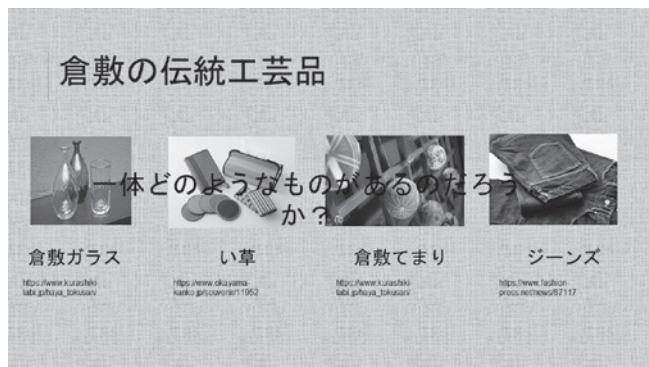 倉敷の伝統工芸品
一体どのようなものがあるのだろう
か？
倉敷ガラス
い草
倉敷てまり
ジーンズ
https://www.kurashiki-
tabi.jp/haya_tokusan/
https://www.okayama-
kanko.jp/souvenir/11952
https://www.kurashiki-
tabi.jp/haya_tokusan/
https://www.fashion-
press.net/news/87117